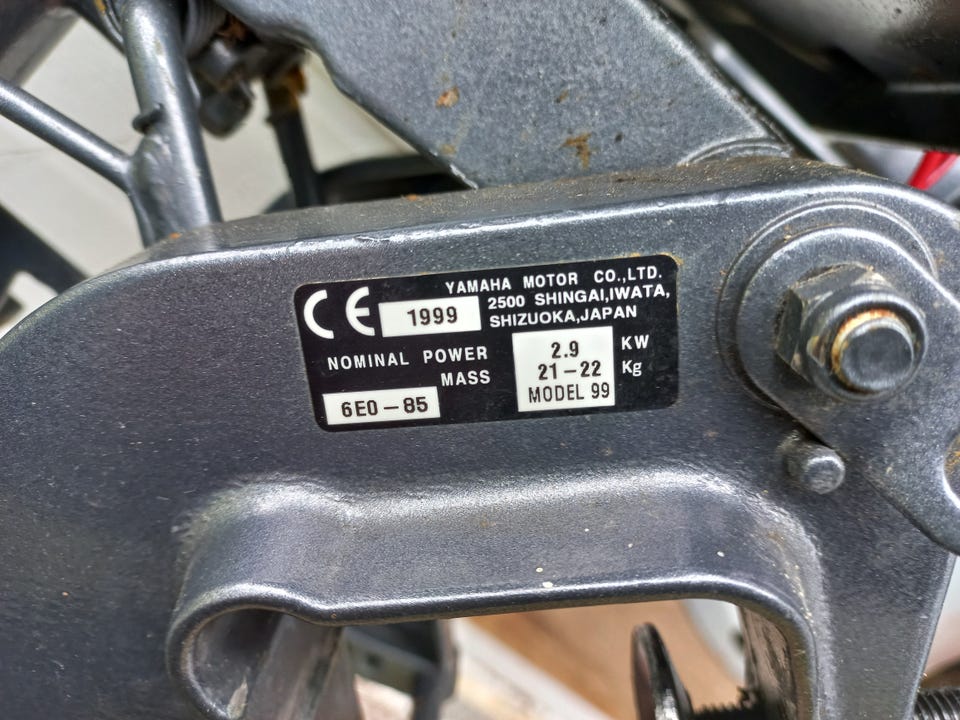 CE 1999 YAMAHA MOTOR CO.,LTD.
2500 SHINGAI,IWATA,
SHIZUOKA,JAPAN
NOMINAL POWER 2.9 KW
MASS 21-22 Kg
6E0-85 MODEL 99